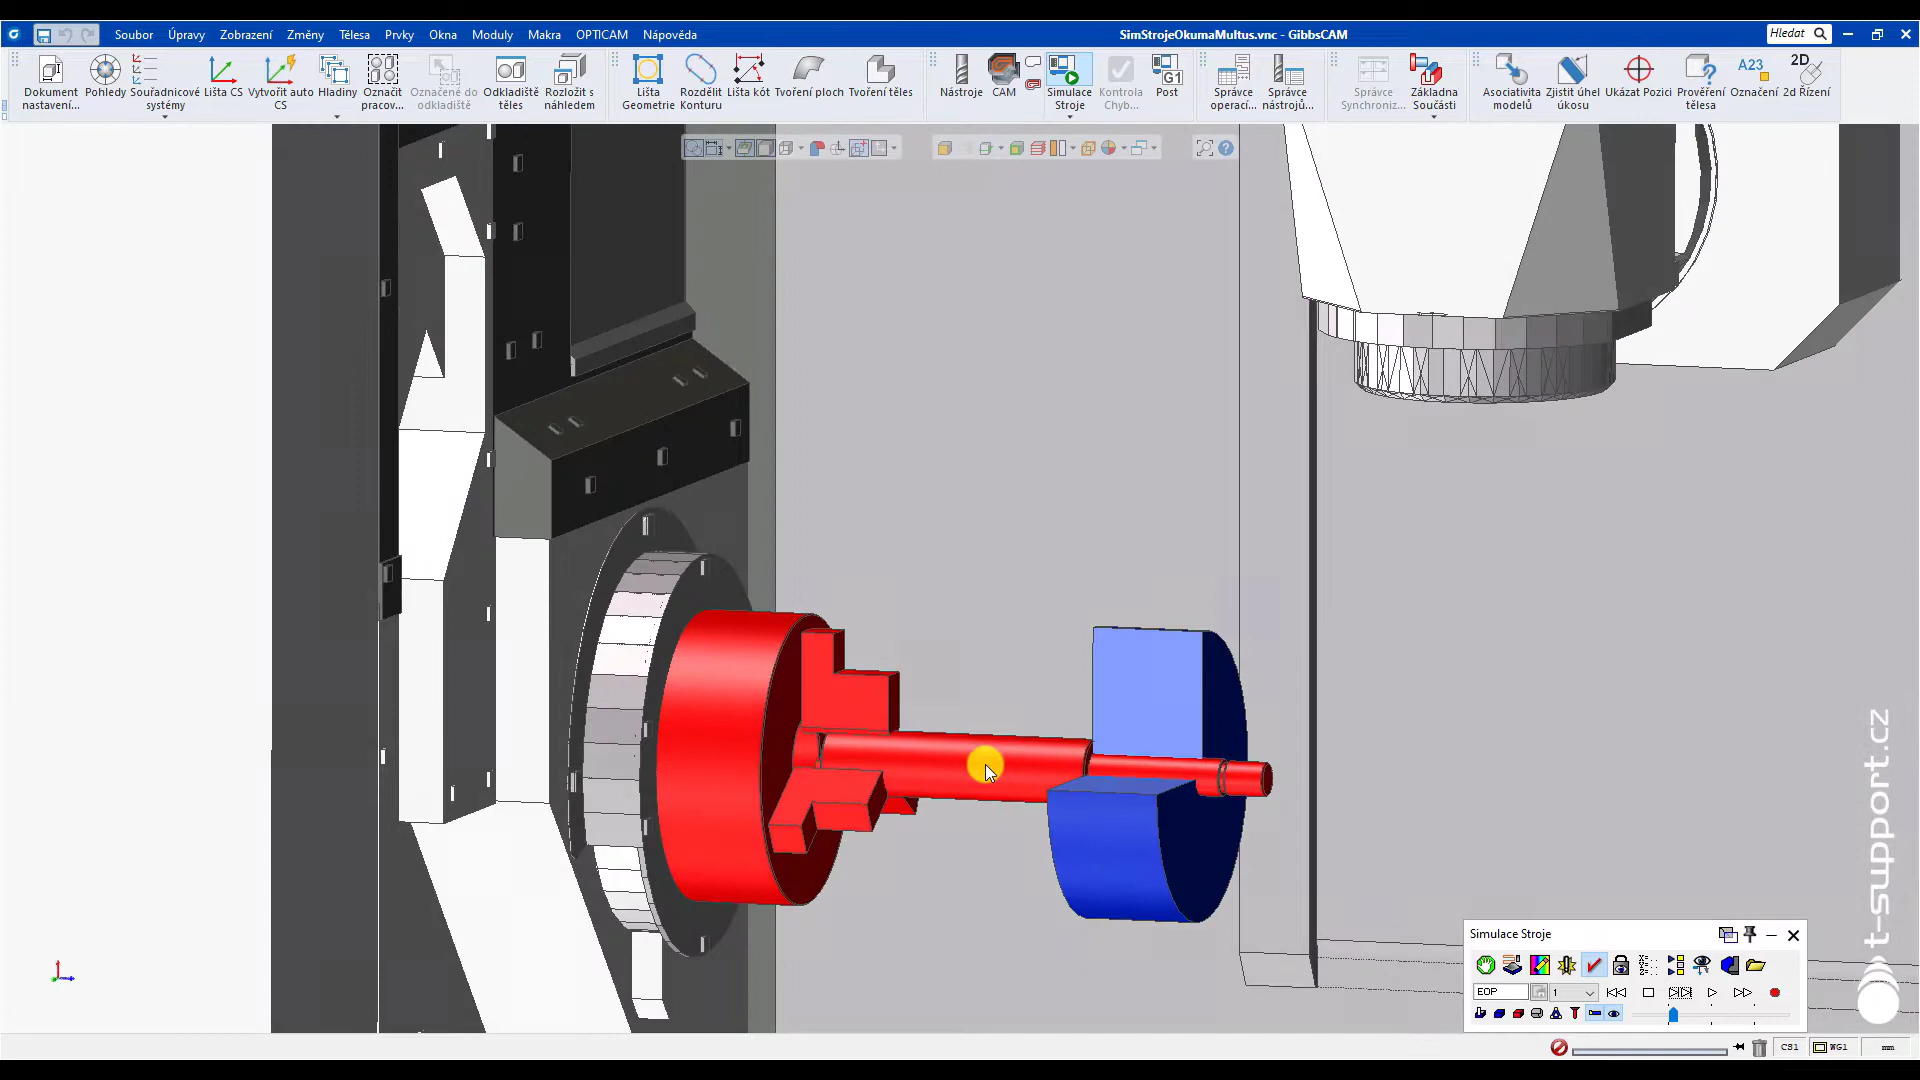 Soubor Úpravy Zobrazení Změny Tělesa Prvky Okna Moduly Makra OPTICAM Nápověda
SimStrojeOkumaMultus.vnc - GibbsCAM
Hledat
Dokument nastavení...
Pohledy
Souřadnicové systémy
Lišta CS
Vytvořit auto CS
Hladiny
Označit pracov...
Označené do odkladiště
Odkladiště těles
Rozložit s náhledem
Lišta Geometrie
Rozdělit Konturu
Lišta kót
Tvoření ploch
Tvoření těles
Nástroje
CAM
Simulace Stroje
Kontrola Chyb...
G1
Post
Správce operací...
Správce nástrojů...
Správce Synchroniz...
Základna Součásti
Asociativita modelů
Zjistit úhel úkosu
Ukázat Pozici
Prověření tělesa
A23
Označení
2D
2d Řízení
t-support.cz
Simulace Stroje
EOP
1
CS1
WG1
mm